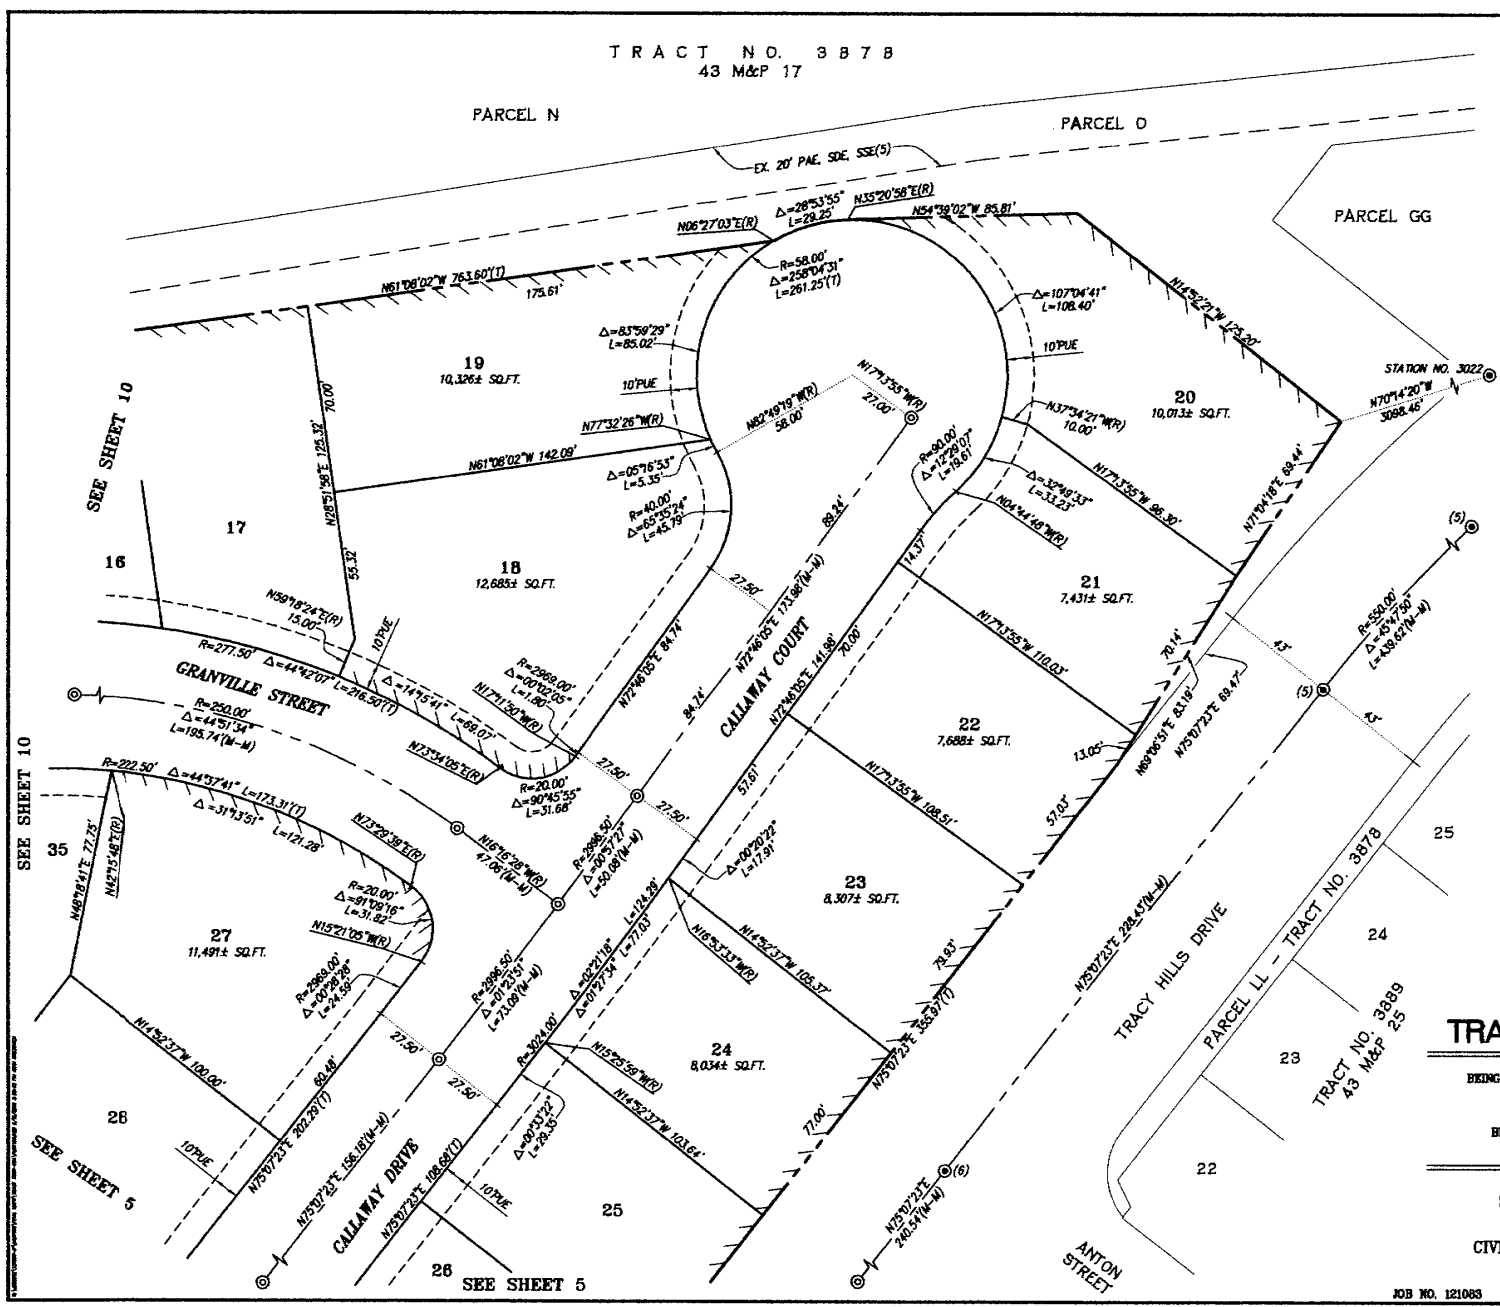 TRACT NO. 3878
43 M&P 17
PARCEL N
PARCEL O
EX. 20' PAE, SDE, SSE(5)
PARCEL GG
Δ=28°53'55"
L=29.25'
N35°20'58"E(R)
N54°39'02"W 85.81'
N06°27'03"E(R)
N61°08'02"W 763.60'(T)
175.61'
R=58.00'
Δ=258°04'31"
L=261.25'(T)
Δ=107°04'41"
L=108.40'
N14°52'21"W 125.20'
Δ=83°59'29"
L=85.02'
10'PUE
10'PUE
19
10,326± SQ.FT.
N17°13'55"W(R)
27.00'
N62°49'19"W(R)
58.00'
STATION NO. 3022
N70°14'20"W
3098.46'
20
10,013± SQ.FT.
N37°34'21"W(R)
10.00'
SEE SHEET 10
N28°51'58"E 125.32'
70.00'
55.32'
N77°32'26"W(R)
N61°08'02"W 142.09'
Δ=05°16'53"
L=5.35'
R=40.00'
Δ=65°35'24"
L=45.79'
R=90.00'
Δ=12°29'07"
L=19.61'
Δ=32°49'33"
L=33.23'
N04°44'48"W(R)
N17°13'55"W 96.30'
N71°04'18"E 69.44'
17
16
18
12,685± SQ.FT.
27.50'
89.24'
N72°46'05"E 173.98'(M-M)
84.74'
CALLAWAY COURT
14.37'
N72°46'05"E 141.98'
70.00'
57.61'
21
7,431± SQ.FT.
(5)
R=550.00'
Δ=45°47'50"
L=439.62'(M-M)
N59°18'24"E(R)
15.00'
10'PUE
R=277.50' Δ=44°42'07" L=216.50'(T)
Δ=14°15'41"
L=69.07'
GRANVILLE STREET
R=2969.00'
Δ=00°02'05"
L=1.80'
N17°11'50"W(R)
N72°46'05"E 84.74'
N17°13'55"W 110.03'
70.14'
43'
(5)
43'
R=250.00'
Δ=44°51'34"
L=195.74'(M-M)
N73°34'05"E(R)
R=20.00'
Δ=90°45'55"
L=31.68'
27.50'
27.50'
22
7,688± SQ.FT.
13.05'
N69°06'51"E 83.19'
N75°07'23"E 69.47'
SEE SHEET 10
R=222.50' Δ=44°37'41" L=173.31'(T)
Δ=31°13'51"
L=121.28'
N73°29'39"E(R)
N16°16'28"W(R)
47.06'(M-M)
R=2996.50'
Δ=00°57'27"
L=50.08'(M-M)
Δ=00°20'22"
L=17.91'
N17°13'55"W 108.51'
57.03'
35
N48°18'41"E 77.75'
N42°15'48"E(R)
R=20.00'
Δ=91°09'16"
L=31.82'
N15°21'05"W(R)
23
8,307± SQ.FT.
27
11,491± SQ.FT.
R=2969.00'
Δ=00°28'28"
L=24.59'
R=2996.50'
Δ=01°23'51"
L=73.09'(M-M)
Δ=02°21'18"
L=124.29'
Δ=01°27'34"
L=77.03'
N16°53'33"W(R)
N14°52'37"W 105.37'
79.93'
N75°07'23"E 228.43'(M-M)
TRACY HILLS DRIVE
PARCEL LL - TRACT NO. 3878
25
24
23
22
TRACT NO. 3889
43 M&P 25
N14°52'37"W 100.00'
27.50'
27.50'
R=3024.00'
24
8,034± SQ.FT.
N15°25'59"W(R)
N75°07'23"E 355.97'(T)
77.00'
28
60.48'
N75°07'23"E 202.29'(T)
10'PUE
SEE SHEET 5
N75°07'23"E 156.18'(M-M)
CALLAWAY DRIVE
N75°07'23"E 108.68'(T)
Δ=00°33'22"
L=29.35'
10'PUE
N14°52'37"W 103.64'
25
26
SEE SHEET 5
(6)
N75°07'23"E
240.54'(M-M)
ANTON
STREET
TRA
BEING
CIVI
JOB NO. 121083